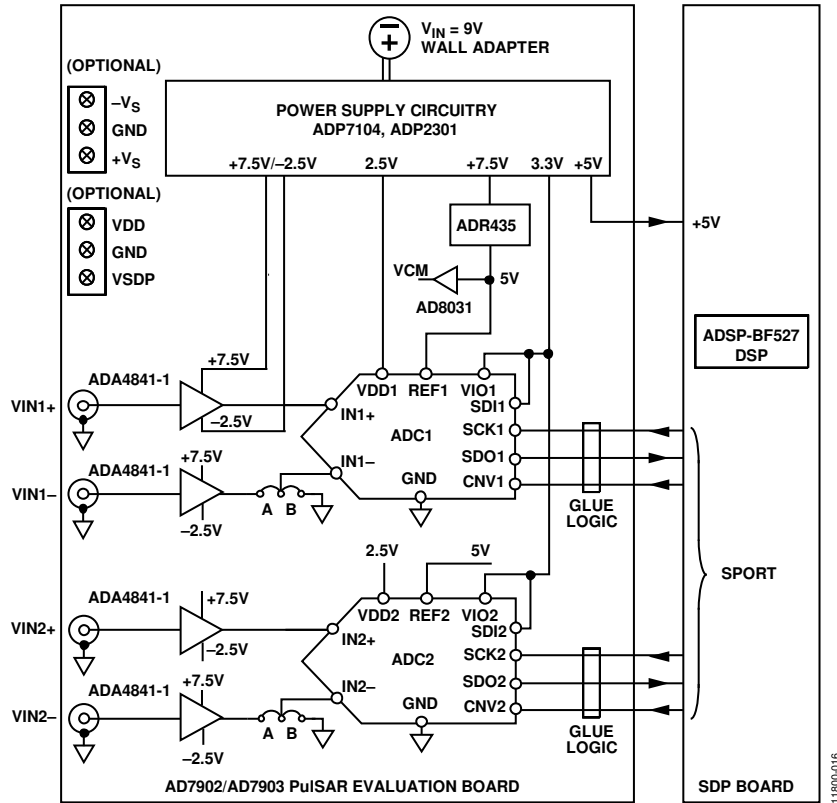 VIN = 9V
WALL ADAPTER
(OPTIONAL)
–VS
GND
+VS
POWER SUPPLY CIRCUITRY
ADP7104, ADP2301
+7.5V/–2.5V 2.5V +7.5V 3.3V +5V
(OPTIONAL)
VDD
GND
VSDP
ADR435
+5V
VCM
5V
AD8031
ADSP-BF527
DSP
+7.5V
ADA4841-1
VDD1 REF1 VIO1
SDI1
VIN1+
IN1+
–2.5V
ADC1
SCK1
+7.5V
ADA4841-1
IN1–
SDO1
GND
CNV1
VIN1–
A B
GLUE
LOGIC
–2.5V
2.5V 5V
SPORT
ADA4841-1
+7.5V
VDD2 REF2 VIO2
SDI2
VIN2+
IN2+
–2.5V
ADC2
SCK2
+7.5V
ADA4841-1
IN2–
SDO2
GND
CNV2
VIN2–
A B
GLUE
LOGIC
–2.5V
AD7902/AD7903 PulSAR EVALUATION BOARD
SDP BOARD
11800-016